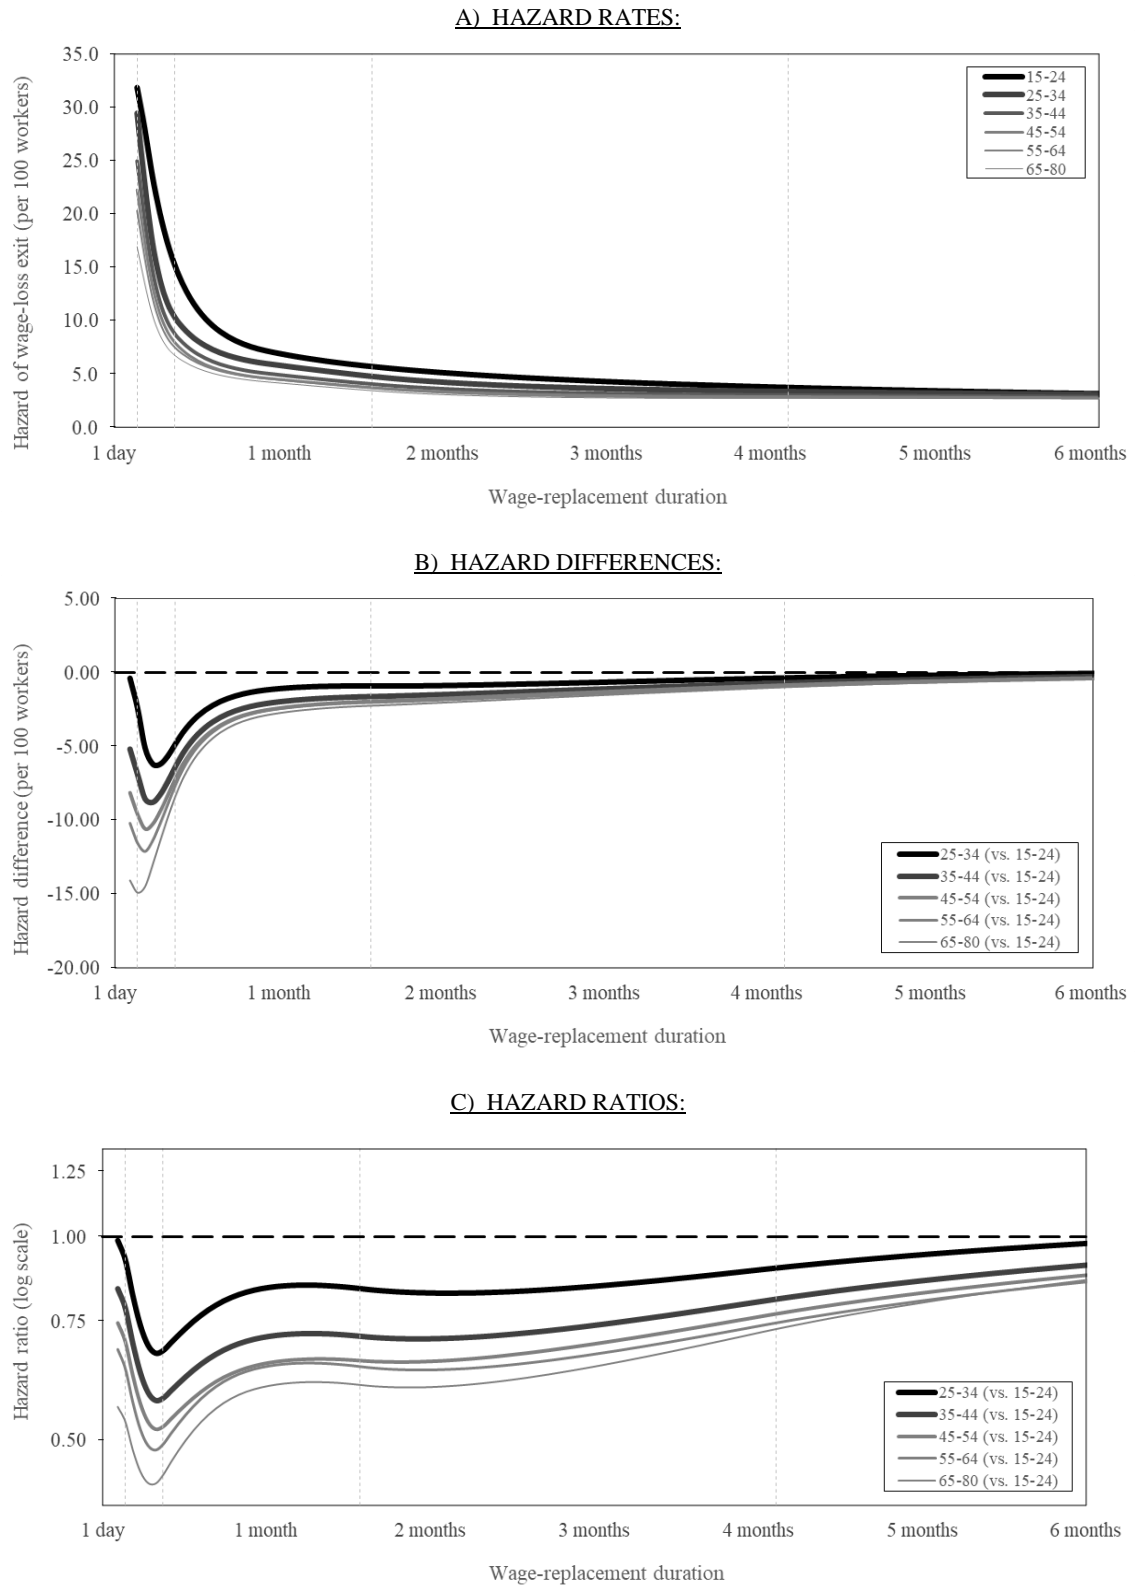 A) HAZARD RATES:
Hazard of wage-loss exit (per 100 workers)
35.0
30.0
25.0
20.0
15.0
10.0
5.0
0.0
15-24
25-34
35-44
45-54
55-64
65-80
1 day 1 month 2 months 3 months 4 months 5 months 6 months
Wage-replacement duration
B) HAZARD DIFFERENCES:
Hazard difference (per 100 workers)
5.00
0.00
-5.00
-10.00
-15.00
-20.00
25-34 (vs. 15-24)
35-44 (vs. 15-24)
45-54 (vs. 15-24)
55-64 (vs. 15-24)
65-80 (vs. 15-24)
1 day 1 month 2 months 3 months 4 months 5 months 6 months
Wage-replacement duration
C) HAZARD RATIOS:
Hazard ratio (log scale)
1.25
1.00
0.75
0.50
25-34 (vs. 15-24)
35-44 (vs. 15-24)
45-54 (vs. 15-24)
55-64 (vs. 15-24)
65-80 (vs. 15-24)
1 day 1 month 2 months 3 months 4 months 5 months 6 months
Wage-replacement duration